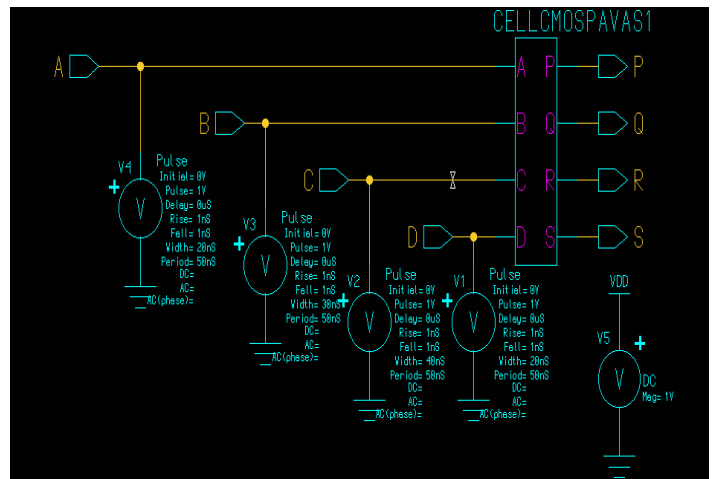 CELLCMOSPAVAS1
A
A P
P
B
B Q
Q
C
C R
R
D
D S
S
V4
Pulse
Initial= 0V
Pulse= 1V
Delay= 0uS
Rise= 1nS
Fall= 1nS
Width= 20nS
Period= 50nS
DC=
AC=
AC(phase)=
V
V3
Pulse
Initial= 0V
Pulse= 1V
Delay= 0uS
Rise= 1nS
Fall= 1nS
Width= 30nS
Period= 50nS
DC=
AC=
AC(phase)=
V
V2
Pulse
Initial= 0V
Pulse= 1V
Delay= 0uS
Rise= 1nS
Fall= 1nS
Width= 40nS
Period= 50nS
DC=
AC=
AC(phase)=
V
V1
Pulse
Initial= 0V
Pulse= 1V
Delay= 0uS
Rise= 1nS
Fall= 1nS
Width= 20nS
Period= 50nS
DC=
AC=
AC(phase)=
V
VDD
V5
V
DC
Mag= 1V